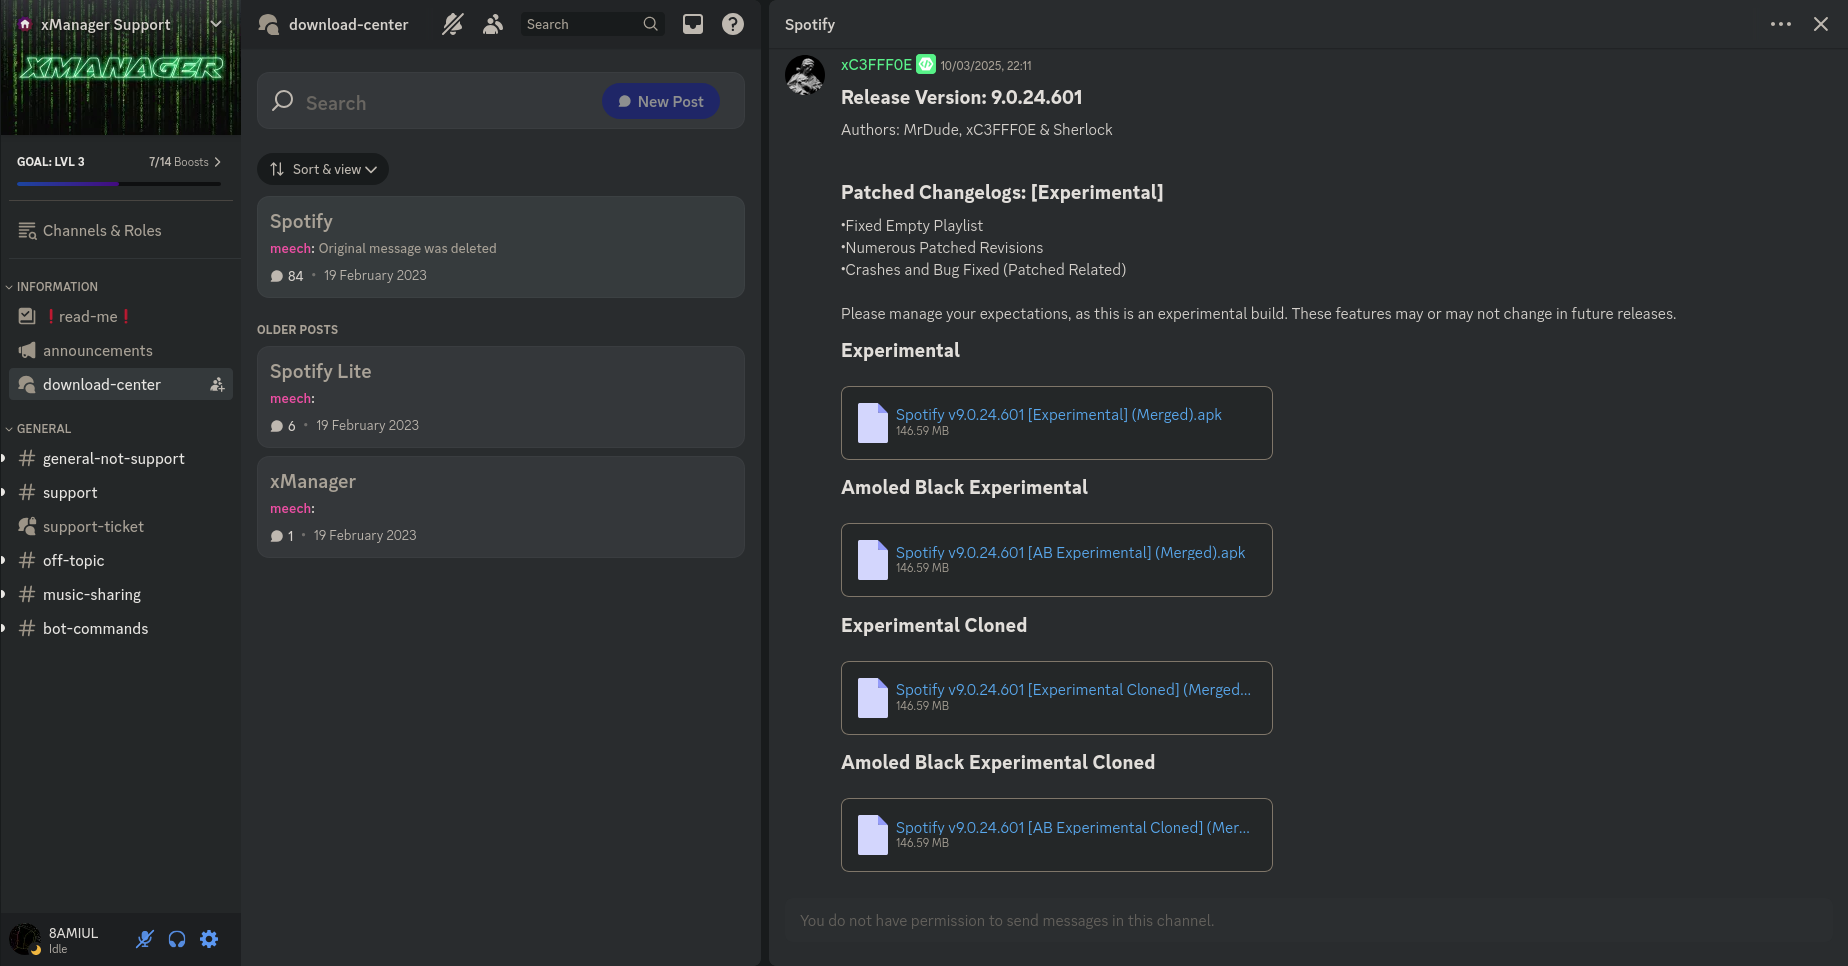 xManager Support
XMANAGER
GOAL: LVL 3
7/14 Boosts
Channels & Roles
INFORMATION
❗read-me❗
announcements
download-center
GENERAL
general-not-support
support
support-ticket
off-topic
music-sharing
bot-commands
8AMIUL
Idle
download-center
Search
Search
New Post
Sort & view
Spotify
meech: Original message was deleted
84 • 19 February 2023
OLDER POSTS
Spotify Lite
meech:
6 • 19 February 2023
xManager
meech:
1 • 19 February 2023
Spotify
xC3FFF0E 10/03/2025, 22:11
Release Version: 9.0.24.601
Authors: MrDude, xC3FFF0E & Sherlock
Patched Changelogs: [Experimental]
•Fixed Empty Playlist
•Numerous Patched Revisions
•Crashes and Bug Fixed (Patched Related)
Please manage your expectations, as this is an experimental build. These features may or may not change in future releases.
Experimental
Spotify v9.0.24.601 [Experimental] (Merged).apk
146.59 MB
Amoled Black Experimental
Spotify v9.0.24.601 [AB Experimental] (Merged).apk
146.59 MB
Experimental Cloned
Spotify v9.0.24.601 [Experimental Cloned] (Merged...
146.59 MB
Amoled Black Experimental Cloned
Spotify v9.0.24.601 [AB Experimental Cloned] (Mer...
146.59 MB
You do not have permission to send messages in this channel.